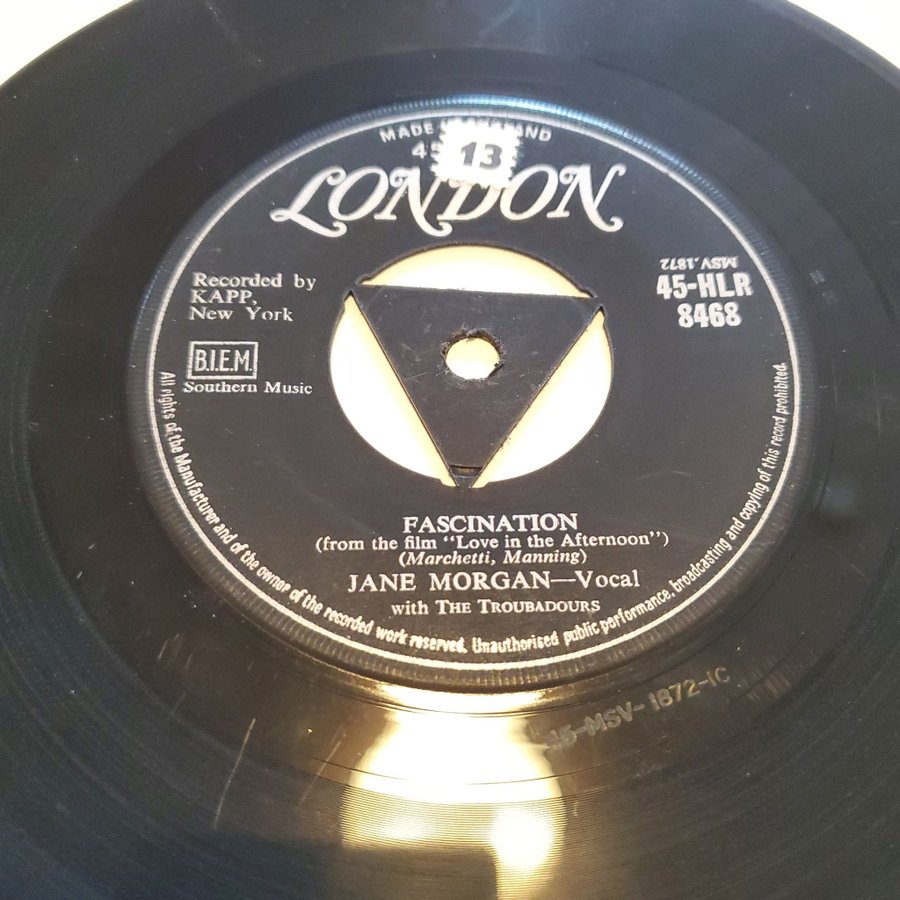 MADE
13
LONDON
Recorded by
KAPP,
New York
MSV.1872
45-HLR
8468
B.I.E.M.
Southern Music
FASCINATION
(from the film "Love in the Afternoon")
(Marchetti, Manning)
JANE MORGAN—Vocal
with THE TROUBADOURS
All rights of the Manufacturer and of the owner of the recorded work reserved. Unauthorised public performance, broadcasting and copying of this record prohibited.
45-MSV-1872-1C